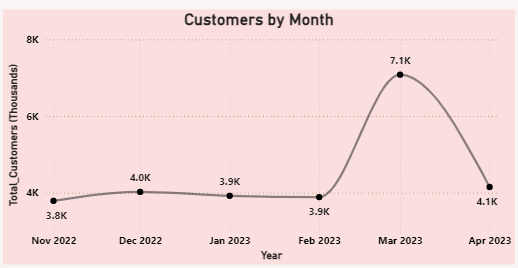 Customers by Month
Total_Customers (Thousands)
8K
6K
4K
3.8K
4.0K
3.9K
3.9K
7.1K
4.1K
Nov 2022
Dec 2022
Jan 2023
Feb 2023
Mar 2023
Apr 2023
Year